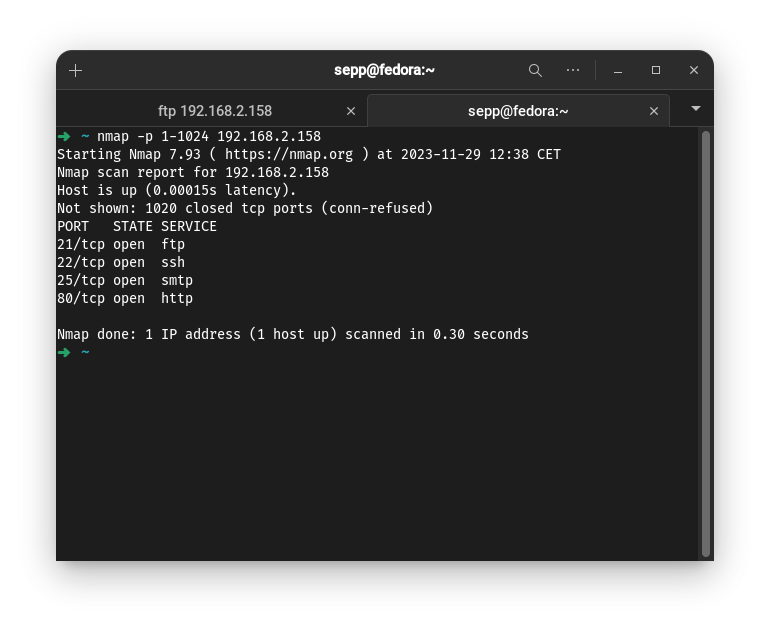 sepp@fedora:~
ftp 192.168.2.158
sepp@fedora:~
➜ ~ nmap -p 1-1024 192.168.2.158
Starting Nmap 7.93 ( https://nmap.org ) at 2023-11-29 12:38 CET
Nmap scan report for 192.168.2.158
Host is up (0.00015s latency).
Not shown: 1020 closed tcp ports (conn-refused)
PORT   STATE SERVICE
21/tcp open  ftp
22/tcp open  ssh
25/tcp open  smtp
80/tcp open  http
Nmap done: 1 IP address (1 host up) scanned in 0.30 seconds
➜ ~